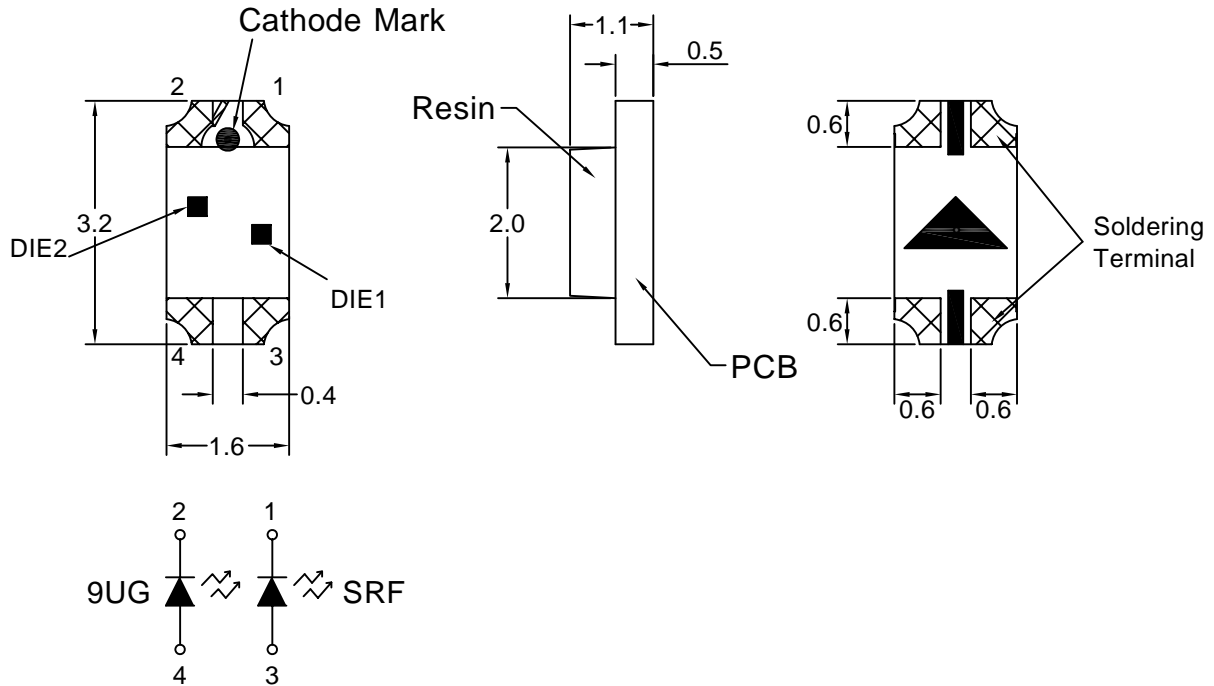 Cathode Mark
2
1
3.2
DIE2
DIE1
4
3
0.4
1.6
1.1
0.5
Resin
2.0
PCB
0.6
0.6
0.6
0.6
Soldering
Terminal
2
1
9UG
SRF
4
3